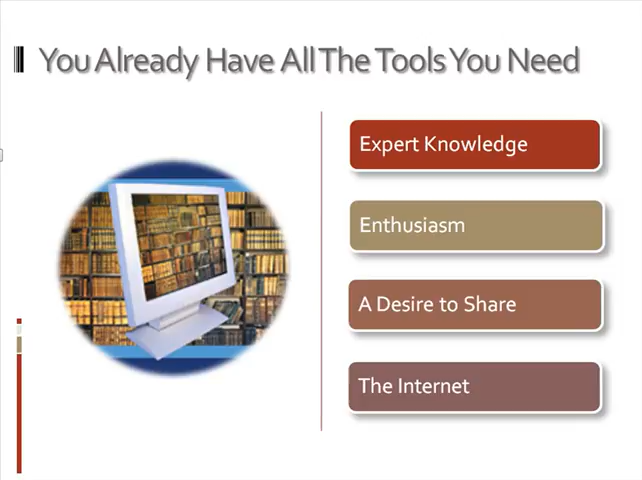 You Already Have All The Tools You Need
Expert Knowledge
Enthusiasm
A Desire to Share
The Internet